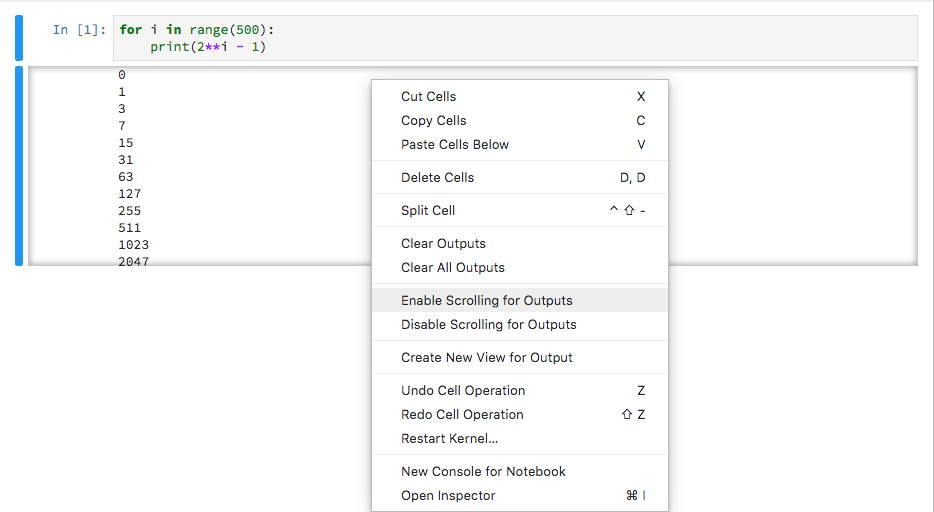 In [1]: for i in range(500):
print(2**i - 1)
0
1
3
7
15
31
63
127
255
511
1023
2047
Cut Cells X
Copy Cells C
Paste Cells Below V
Delete Cells D, D
Split Cell ^ ⇧ -
Clear Outputs
Clear All Outputs
Enable Scrolling for Outputs
Disable Scrolling for Outputs
Create New View for Output
Undo Cell Operation Z
Redo Cell Operation ⇧ Z
Restart Kernel...
New Console for Notebook
Open Inspector ⌘ I